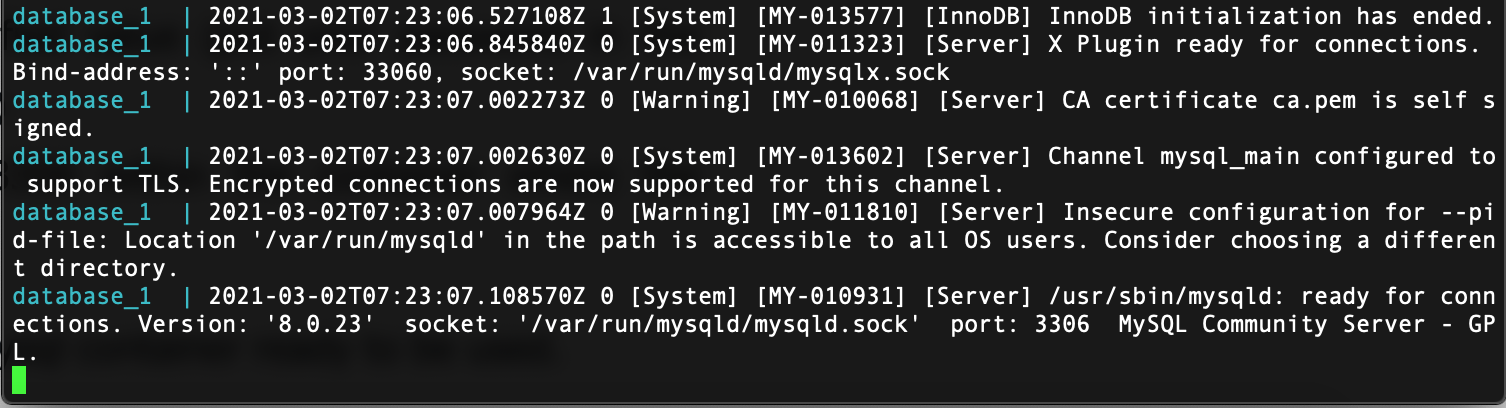 database_1  | 2021-03-02T07:23:06.527108Z 1 [System] [MY-013577] [InnoDB] InnoDB initialization has ended.
database_1  | 2021-03-02T07:23:06.845840Z 0 [System] [MY-011323] [Server] X Plugin ready for connections.
Bind-address: '::' port: 33060, socket: /var/run/mysqld/mysqlx.sock
database_1  | 2021-03-02T07:23:07.002273Z 0 [Warning] [MY-010068] [Server] CA certificate ca.pem is self s
igned.
database_1  | 2021-03-02T07:23:07.002630Z 0 [System] [MY-013602] [Server] Channel mysql_main configured to
 support TLS. Encrypted connections are now supported for this channel.
database_1  | 2021-03-02T07:23:07.007964Z 0 [Warning] [MY-011810] [Server] Insecure configuration for --pi
d-file: Location '/var/run/mysqld' in the path is accessible to all OS users. Consider choosing a differen
t directory.
database_1  | 2021-03-02T07:23:07.108570Z 0 [System] [MY-010931] [Server] /usr/sbin/mysqld: ready for conn
ections. Version: '8.0.23'  socket: '/var/run/mysqld/mysqld.sock'  port: 3306  MySQL Community Server - GP
L.